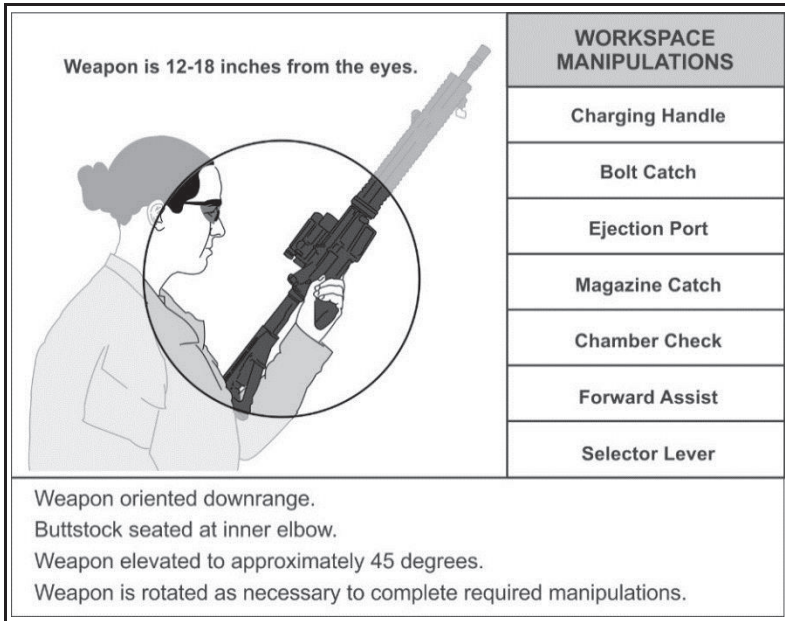 Weapon is 12-18 inches from the eyes.
WORKSPACE
MANIPULATIONS
Charging Handle
Bolt Catch
Ejection Port
Magazine Catch
Chamber Check
Forward Assist
Selector Lever
Weapon oriented downrange.
Buttstock seated at inner elbow.
Weapon elevated to approximately 45 degrees.
Weapon is rotated as necessary to complete required manipulations.